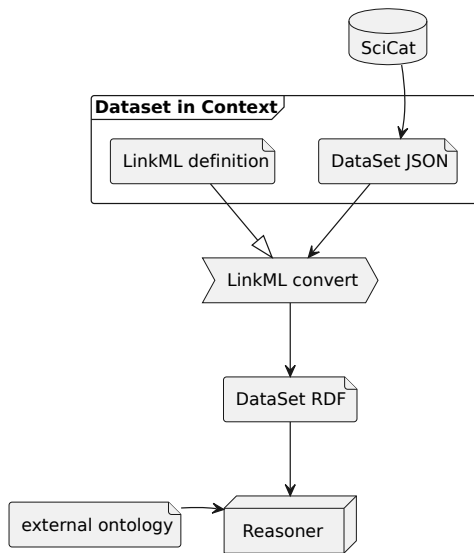 SciCat
Dataset in Context
LinkML definition
DataSet JSON
LinkML convert
DataSet RDF
external ontology
Reasoner